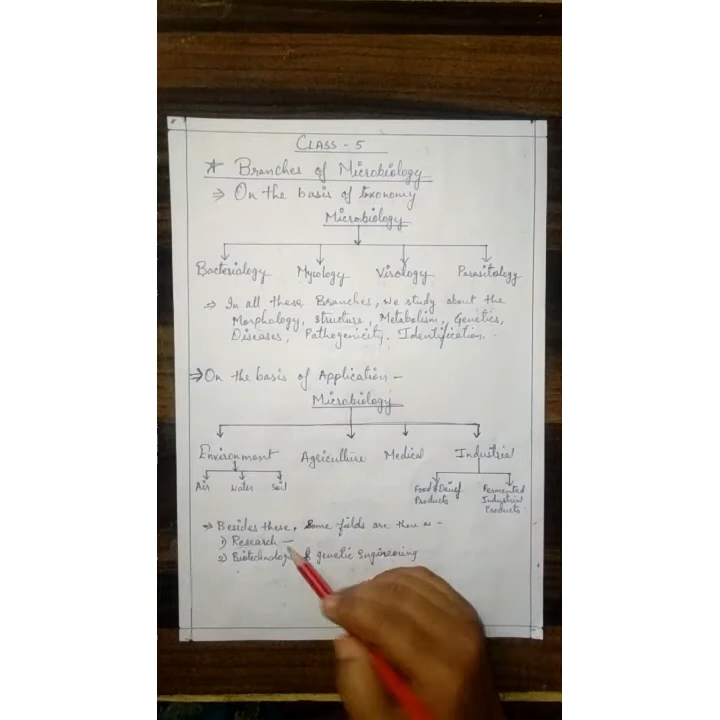 CLASS - 5
* Branches of Microbiology
⇒ On the basis of taxonomy
Microbiology
Bacteriology Mycology Virology Parasitology
⇒ In all these Branches, we study about the
Morphology, Structure, Metabolism, Genetics,
Diseases, Pathogenicity, Identification.
⇒ On the basis of Application -
Microbiology
Environment Agriculture Medical Industrial
Air Water Soil
Food & Dairy
Products
Fermented
Industrial
Products
⇒ Besides these, Some fields are there as -
1) Research -
2) Biotechnology & genetic Engineering